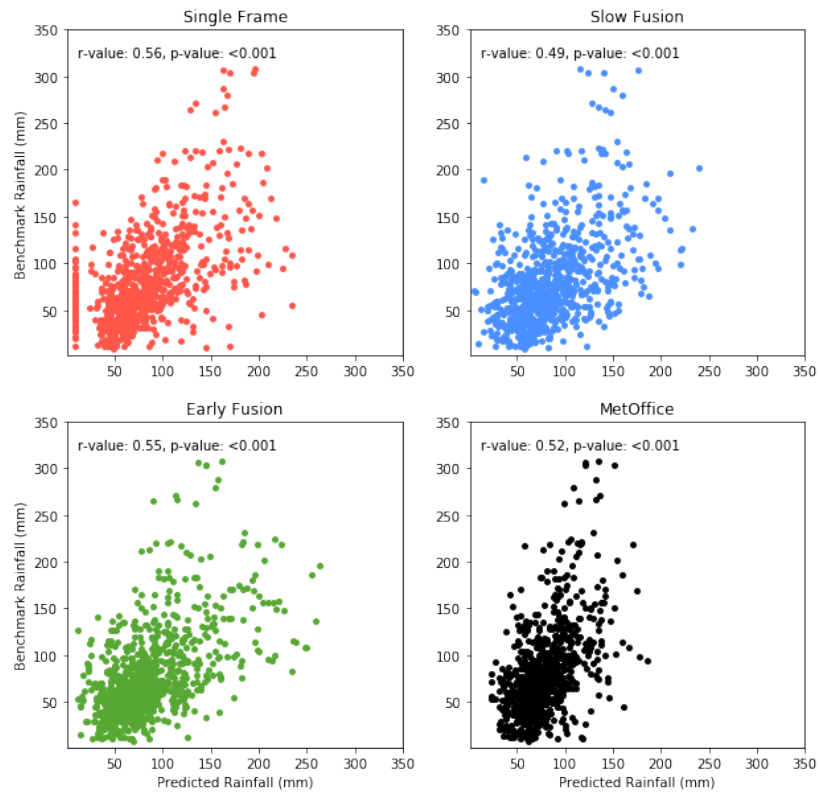 Single Frame
r-value: 0.56, p-value: <0.001
350
300
250
200
150
100
50
Benchmark Rainfall (mm)
50 100 150 200 250 300 350
Slow Fusion
r-value: 0.49, p-value: <0.001
350
300
250
200
150
100
50
50 100 150 200 250 300 350
Early Fusion
r-value: 0.55, p-value: <0.001
350
300
250
200
150
100
50
Benchmark Rainfall (mm)
50 100 150 200 250 300 350
Predicted Rainfall (mm)
MetOffice
r-value: 0.52, p-value: <0.001
350
300
250
200
150
100
50
50 100 150 200 250 300 350
Predicted Rainfall (mm)